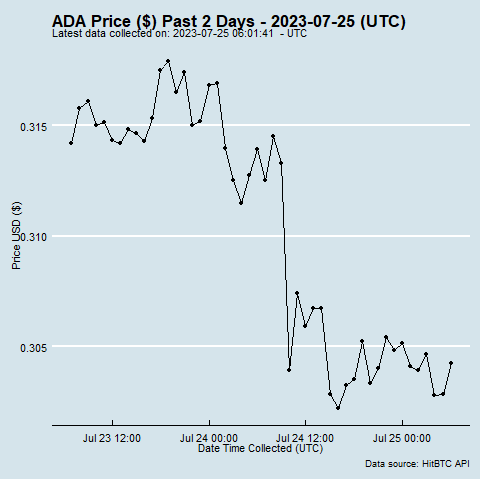 ADA Price ($) Past 2 Days - 2023-07-25 (UTC)
Latest data collected on: 2023-07-25 06:01:41 - UTC
0.315
0.310
0.305
Price USD ($)
Jul 23 12:00
Jul 24 00:00
Jul 24 12:00
Jul 25 00:00
Date Time Collected (UTC)
Data source: HitBTC API